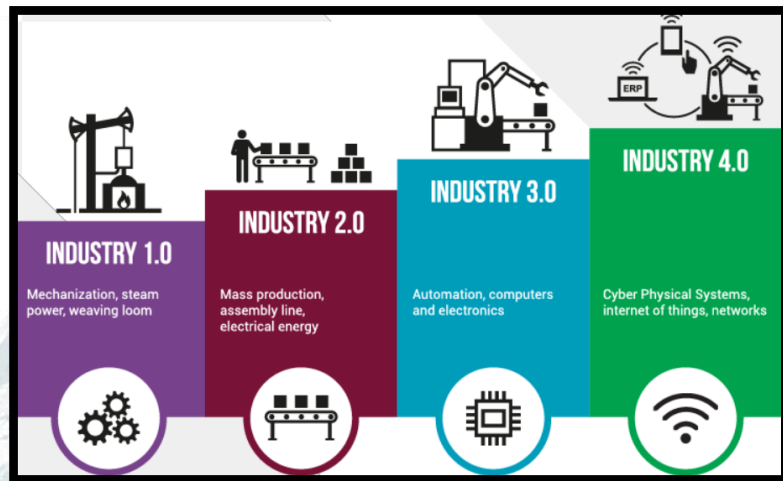 ERP
INDUSTRY 1.0
Mechanization, steam
power, weaving loom
INDUSTRY 2.0
Mass production,
assembly line,
electrical energy
INDUSTRY 3.0
Automation, computers
and electronics
INDUSTRY 4.0
Cyber Physical Systems,
internet of things, networks